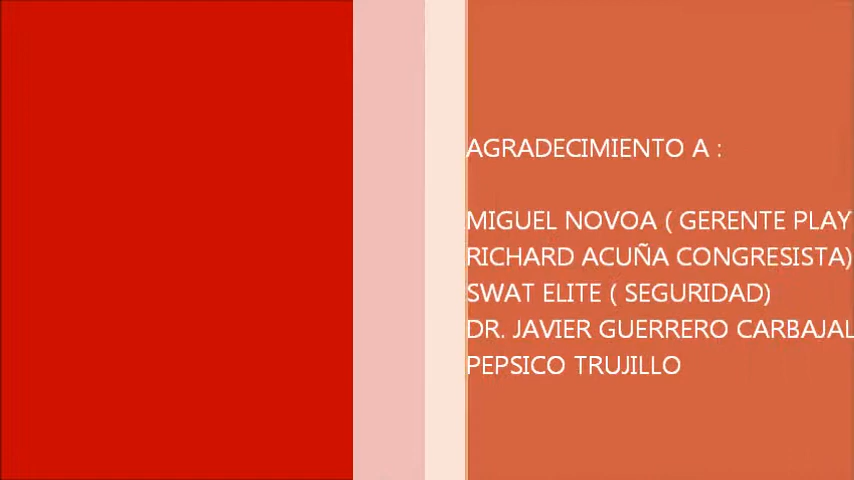 AGRADECIMIENTO A :
MIGUEL NOVOA ( GERENTE PLAY
RICHARD ACUÑA CONGRESISTA)
SWAT ELITE ( SEGURIDAD)
DR. JAVIER GUERRERO CARBAJAL
PEPSICO TRUJILLO